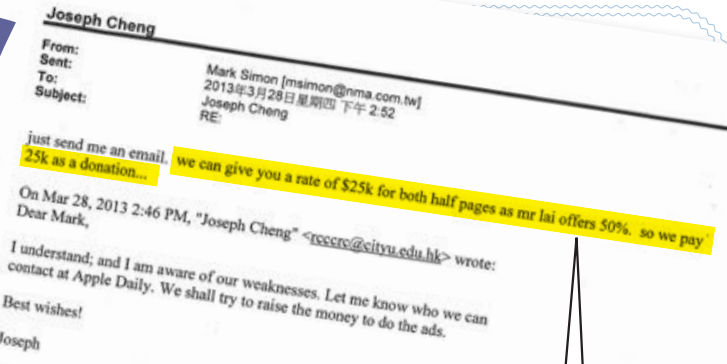 Joseph Cheng
From: Mark Simon [msimon@nma.com.tw]
Sent: 2013年3月28日星期四 下午 2:52
To: Joseph Cheng
Subject: RE:
just send me an email. we can give you a rate of $25k for both half pages as mr lai offers 50%. so we pay
25k as a donation...
On Mar 28, 2013 2:46 PM, "Joseph Cheng" <rcccrc@cityu.edu.hk> wrote:
Dear Mark,
I understand; and I am aware of our weaknesses. Let me know who we can
contact at Apple Daily. We shall try to raise the money to do the ads.
Best wishes!
Joseph